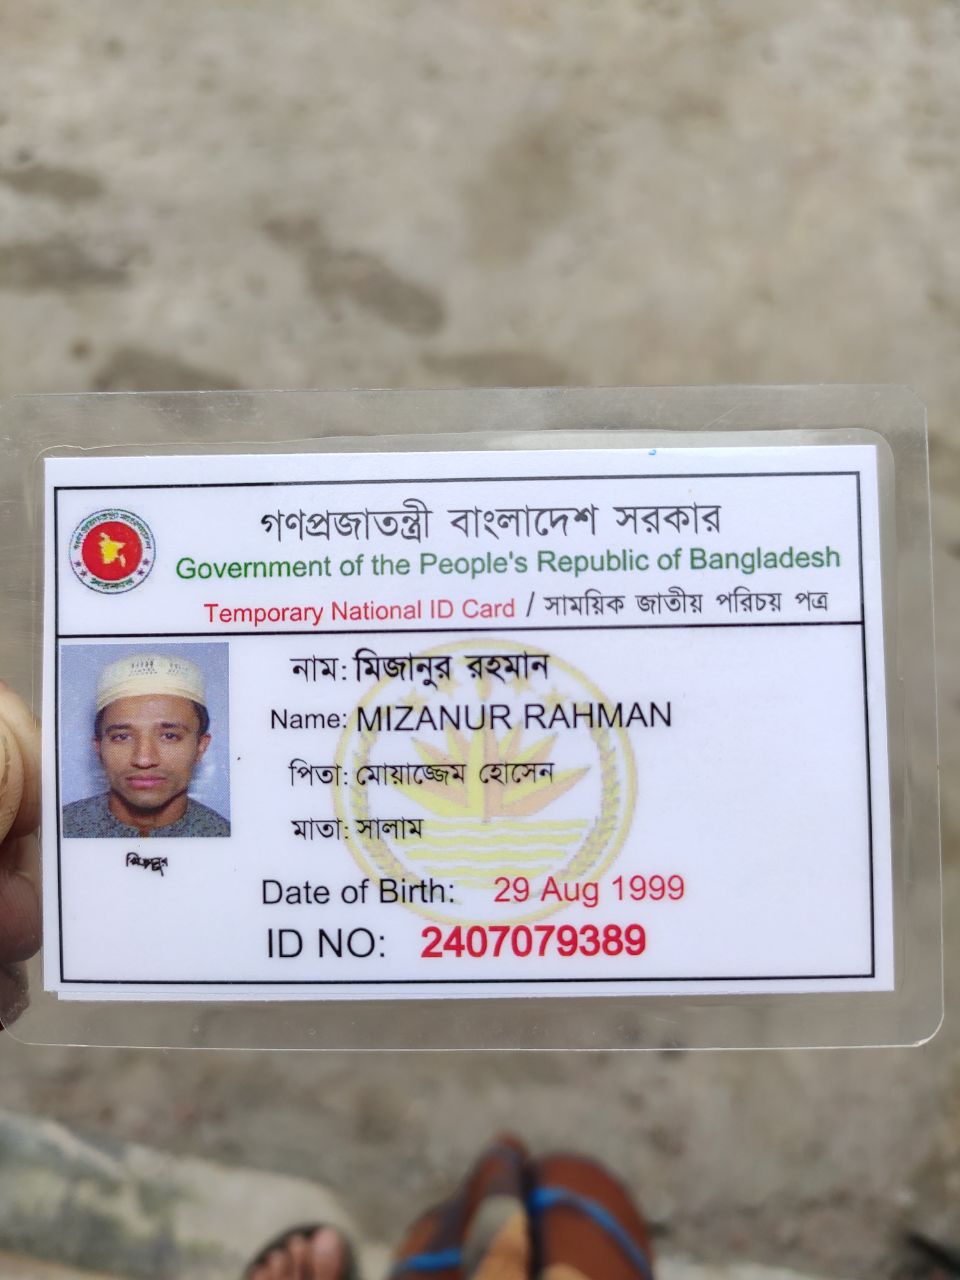 গণপ্রজাতন্ত্রী বাংলাদেশ সরকার
Government of the People's Republic of Bangladesh
Temporary National ID Card / সাময়িক জাতীয় পরিচয় পত্র
নাম: মিজানুর রহমান
Name: MIZANUR RAHMAN
পিতা: মোয়াজ্জেম হোসেন
মাতা: সালাম
Date of Birth: 29 Aug 1999
ID NO: 2407079389